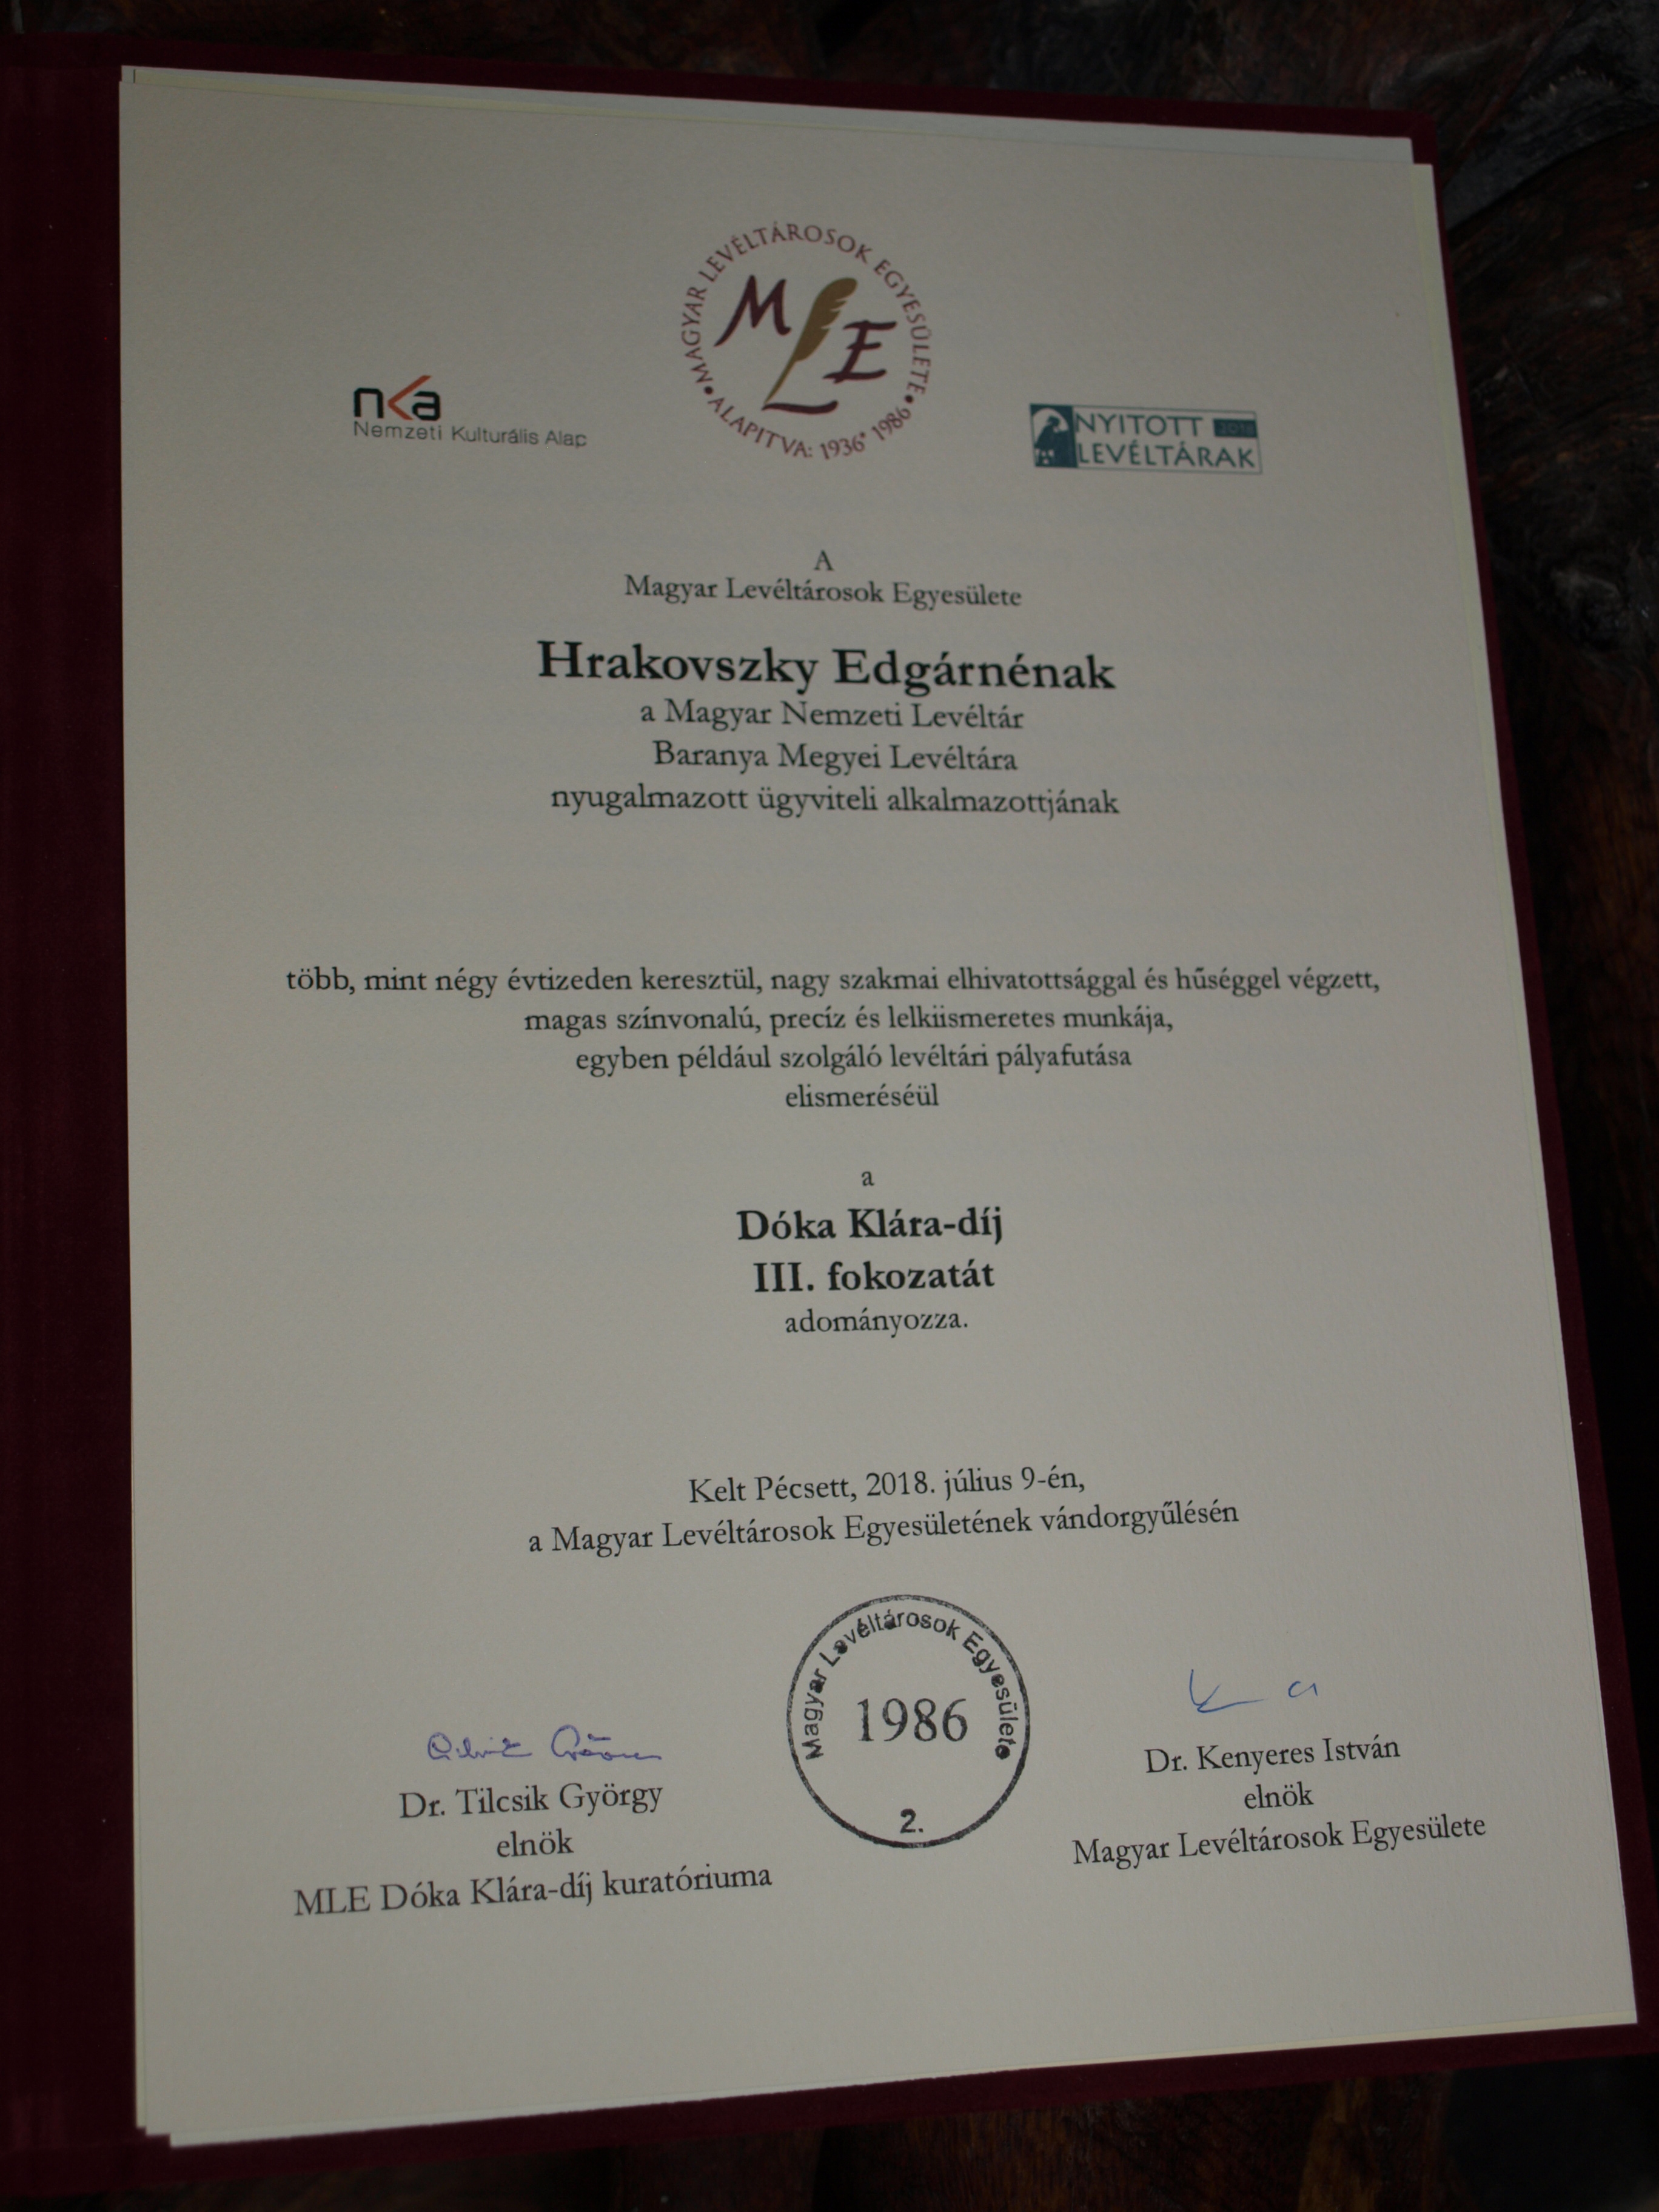 MAGYAR LEVÉLTÁROSOK EGYESÜLETE
MLE
ALAPITVA: 1936 * 1986
nka
Nemzeti Kulturális Alap
NYITOTT 2018
LEVÉLTÁRAK
A
Magyar Levéltárosok Egyesülete
Hrakovszky Edgárnénak
a Magyar Nemzeti Levéltár
Baranya Megyei Levéltára
nyugalmazott ügyviteli alkalmazottjának
több, mint négy évtizeden keresztül, nagy szakmai elhivatottsággal és hűséggel végzett,
magas színvonalú, precíz és lelkiismeretes munkája,
egyben például szolgáló levéltári pályafutása
elismeréséül
a
Dóka Klára-díj
III. fokozatát
adományozza.
Kelt Pécsett, 2018. július 9-én,
a Magyar Levéltárosok Egyesületének vándorgyűlésén
Magyar Levéltárosok Egyesülete
1986
2.
Dr. Tilcsik György
elnök
MLE Dóka Klára-díj kuratóriuma
Dr. Kenyeres István
elnök
Magyar Levéltárosok Egyesülete